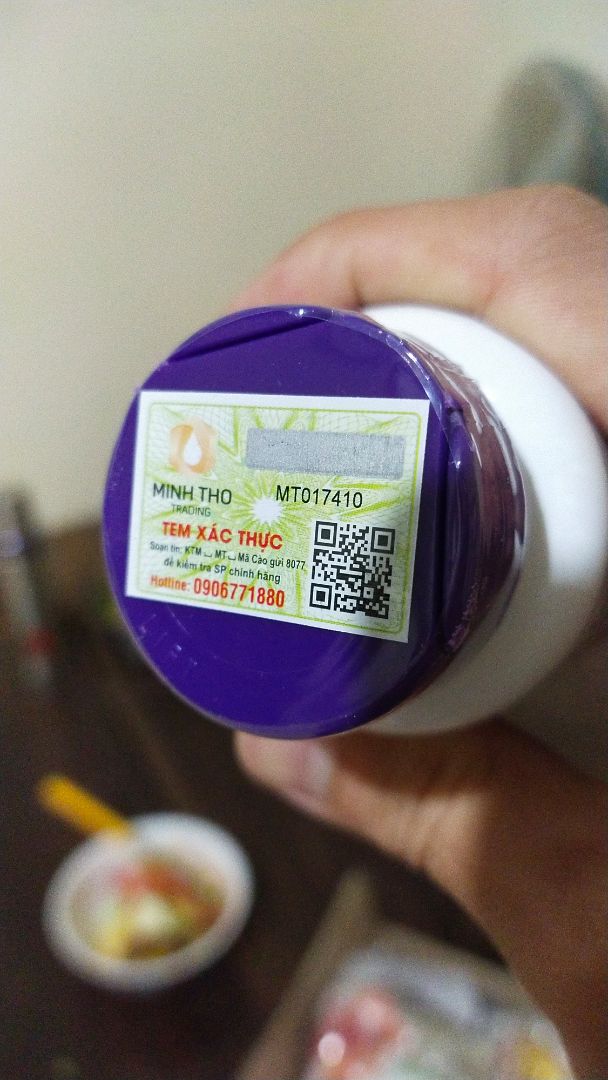 MINH THO
TRADING
MT017410
TEM XÁC THỰC
Soạn tin: KTM ⌴ MT ⌴ Mã Cào gửi 8077
để kiểm tra SP chính hãng
Hotline: 0906771880